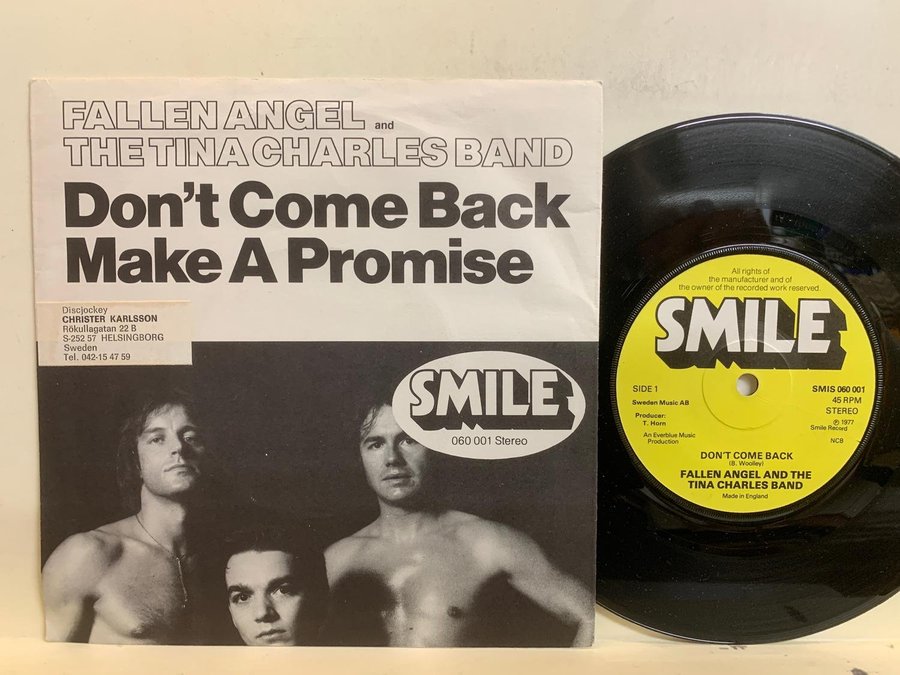 FALLEN ANGEL and
THE TINA CHARLES BAND
Don't Come Back
Make A Promise
Discjockey
CHRISTER KARLSSON
Rökullagatan 22 B
S-252 57 HELSINGBORG
Sweden
Tel. 042-15 47 59
SMILE
060 001 Stereo
All rights of
the manufacturer and of
the owner of the recorded work reserved.
SMILE
SIDE 1
SMIS 060 001
45 RPM
STEREO
Sweden Music AB
℗ 1977
Smile Record
Producer:
T. Horn
NCB
An Everblue Music
Production
DON'T COME BACK
(B. Woolley)
FALLEN ANGEL AND THE
TINA CHARLES BAND
Made in England